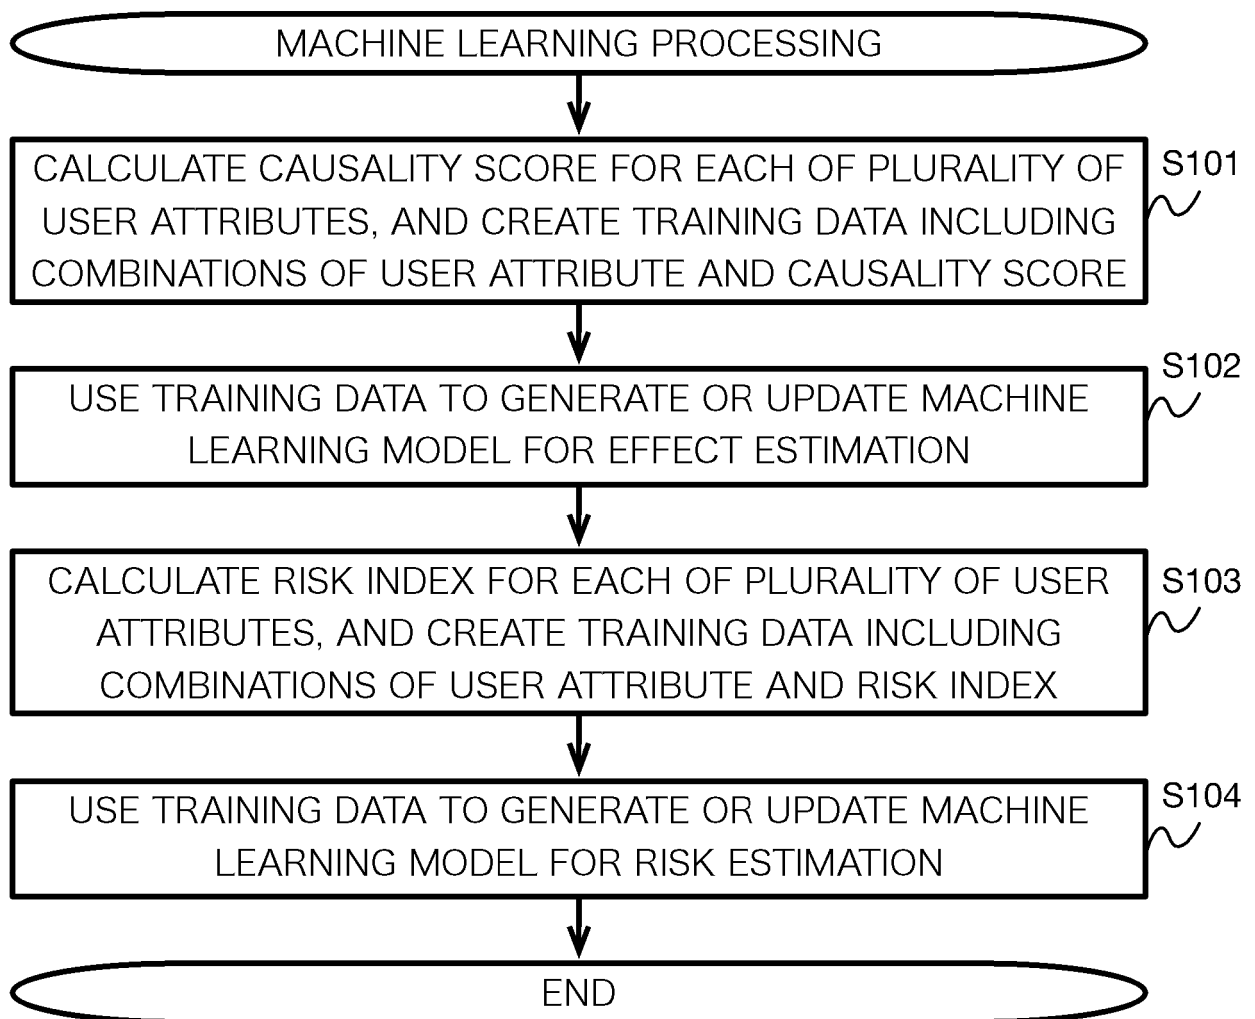 MACHINE LEARNING PROCESSING
S101
CALCULATE CAUSALITY SCORE FOR EACH OF PLURALITY OF
USER ATTRIBUTES, AND CREATE TRAINING DATA INCLUDING
COMBINATIONS OF USER ATTRIBUTE AND CAUSALITY SCORE
S102
USE TRAINING DATA TO GENERATE OR UPDATE MACHINE
LEARNING MODEL FOR EFFECT ESTIMATION
S103
CALCULATE RISK INDEX FOR EACH OF PLURALITY OF USER
ATTRIBUTES, AND CREATE TRAINING DATA INCLUDING
COMBINATIONS OF USER ATTRIBUTE AND RISK INDEX
S104
USE TRAINING DATA TO GENERATE OR UPDATE MACHINE
LEARNING MODEL FOR RISK ESTIMATION
END